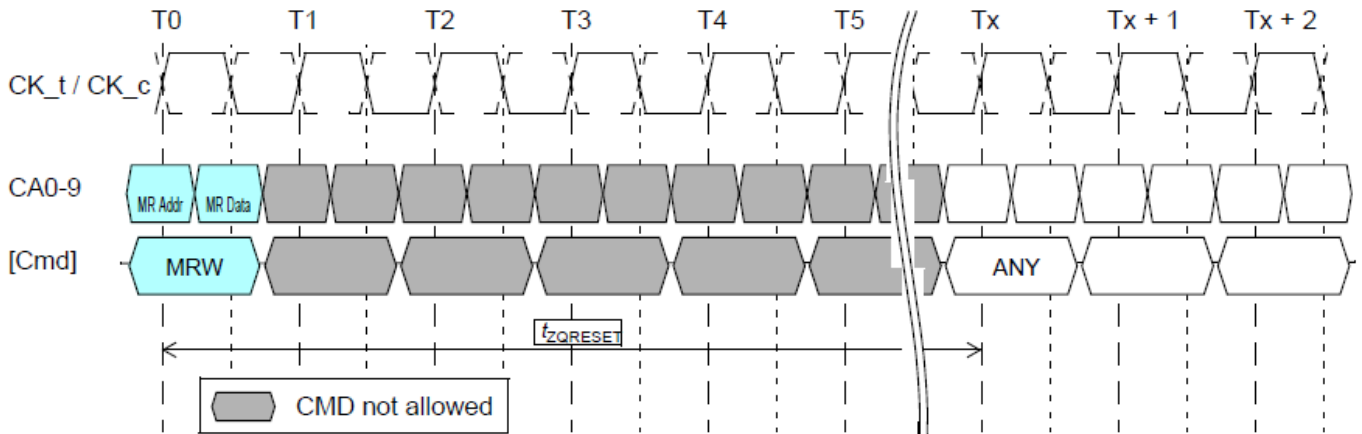 T0 T1 T2 T3 T4 T5 Tx Tx + 1 Tx + 2
CK_t / CK_c
CA0-9
MR Addr MR Data
[Cmd]
MRW ANY
tZQRESET
CMD not allowed